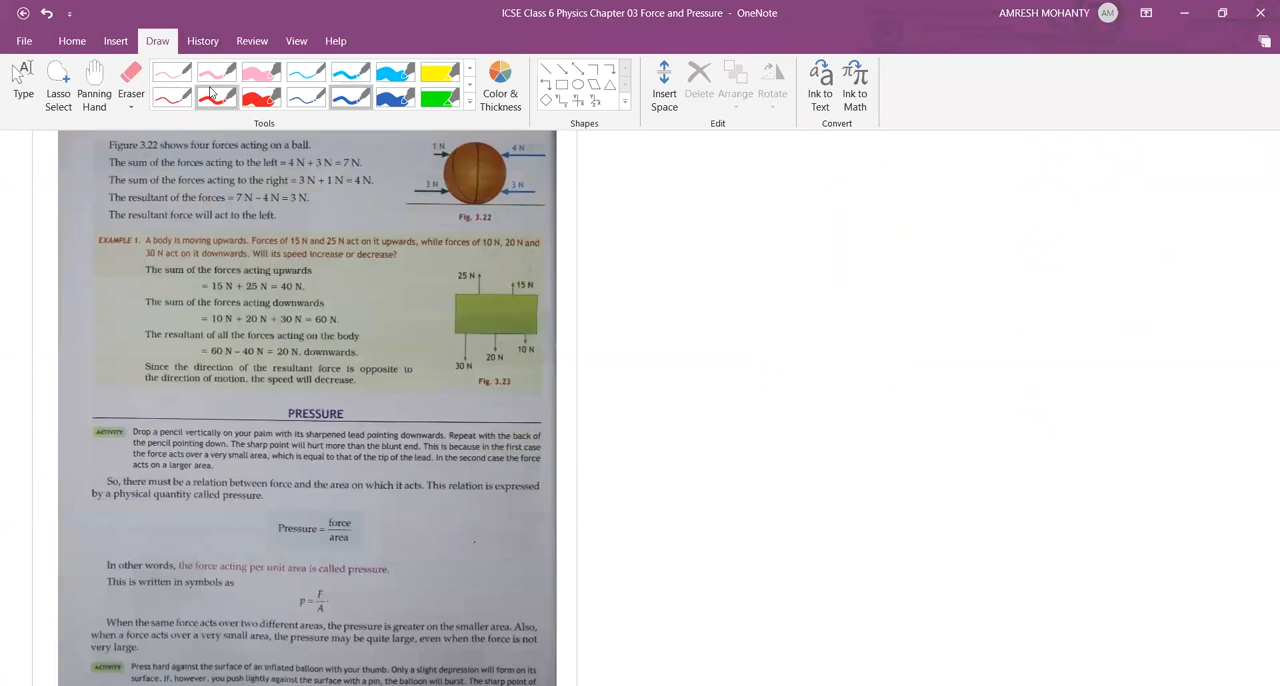 ICSE Class 6 Physics Chapter 03 Force and Pressure - OneNote
AMRESH MOHANTY
AM
File
Home
Insert
Draw
History
Review
View
Help
Type
Lasso Select
Panning Hand
Eraser
Color & Thickness
Insert Space
Delete
Arrange
Rotate
Ink to Text
Ink to Math
Tools
Shapes
Edit
Convert
Figure 3.22 shows four forces acting on a ball.
The sum of the forces acting to the left = 4 N + 3 N = 7 N.
The sum of the forces acting to the right = 3 N + 1 N = 4 N.
The resultant of the forces = 7 N – 4 N = 3 N.
The resultant force will act to the left.
1 N
4 N
3 N
3 N
Fig. 3.22
EXAMPLE 1. A body is moving upwards. Forces of 15 N and 25 N act on it upwards, while forces of 10 N, 20 N and
30 N act on it downwards. Will its speed increase or decrease?
The sum of the forces acting upwards
= 15 N + 25 N = 40 N.
The sum of the forces acting downwards
= 10 N + 20 N + 30 N = 60 N.
The resultant of all the forces acting on the body
= 60 N – 40 N = 20 N, downwards.
Since the direction of the resultant force is opposite to
the direction of motion, the speed will decrease.
25 N
15 N
10 N
20 N
30 N
Fig. 3.23
PRESSURE
ACTIVITY Drop a pencil vertically on your palm with its sharpened lead pointing downwards. Repeat with the back of
the pencil pointing down. The sharp point will hurt more than the blunt end. This is because in the first case
the force acts over a very small area, which is equal to that of the tip of the lead. In the second case the force
acts on a larger area.
So, there must be a relation between force and the area on which it acts. This relation is expressed
by a physical quantity called pressure.
Pressure = force
area
In other words, the force acting per unit area is called pressure.
This is written in symbols as
p = F
A.
When the same force acts over two different areas, the pressure is greater on the smaller area. Also,
when a force acts over a very small area, the pressure may be quite large, even when the force is not
very large.
ACTIVITY Press hard against the surface of an inflated balloon with your thumb. Only a slight depression will form on its
surface. If, however, you push lightly against the surface with a pin, the balloon will burst. The sharp point of